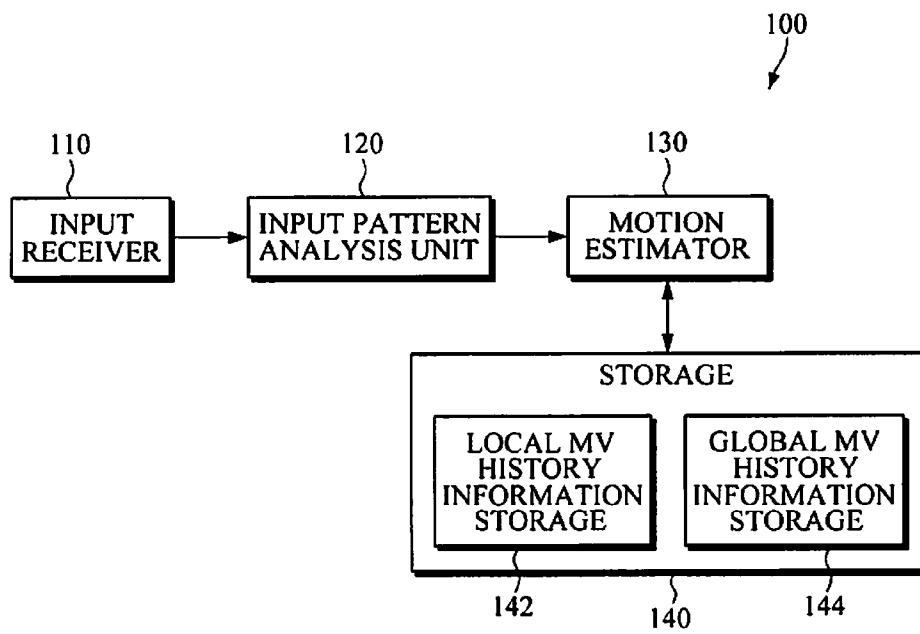 100
110
120
130
INPUT
RECEIVER
INPUT PATTERN
ANALYSIS UNIT
MOTION
ESTIMATOR
STORAGE
LOCAL MV
HISTORY
INFORMATION
STORAGE
GLOBAL MV
HISTORY
INFORMATION
STORAGE
142
140
144